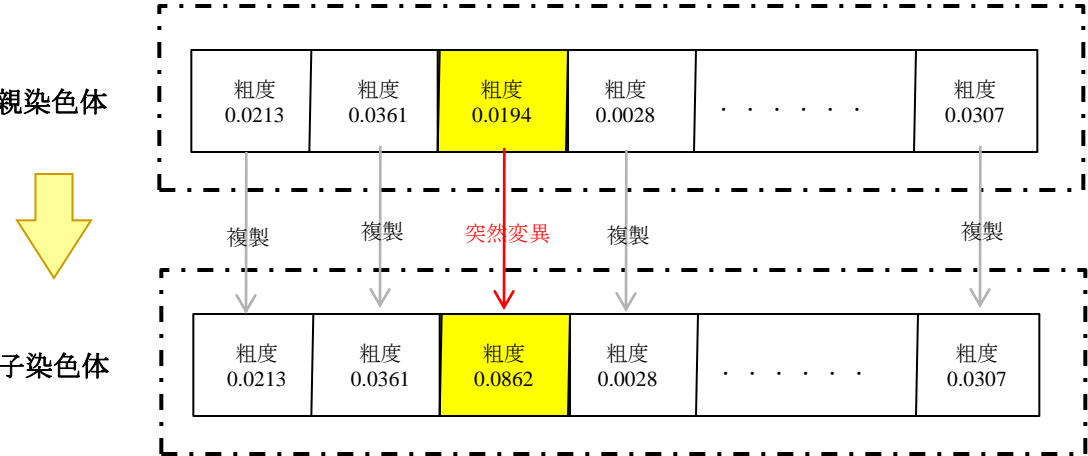 親染色体
粗度 粗度 粗度 粗度 粗度
0.0213 0.0361 0.0194 0.0028 . . . . . . 0.0307
複製 複製 突然変異 複製 複製
子染色体
粗度 粗度 粗度 粗度 粗度
0.0213 0.0361 0.0862 0.0028 . . . . . . 0.0307